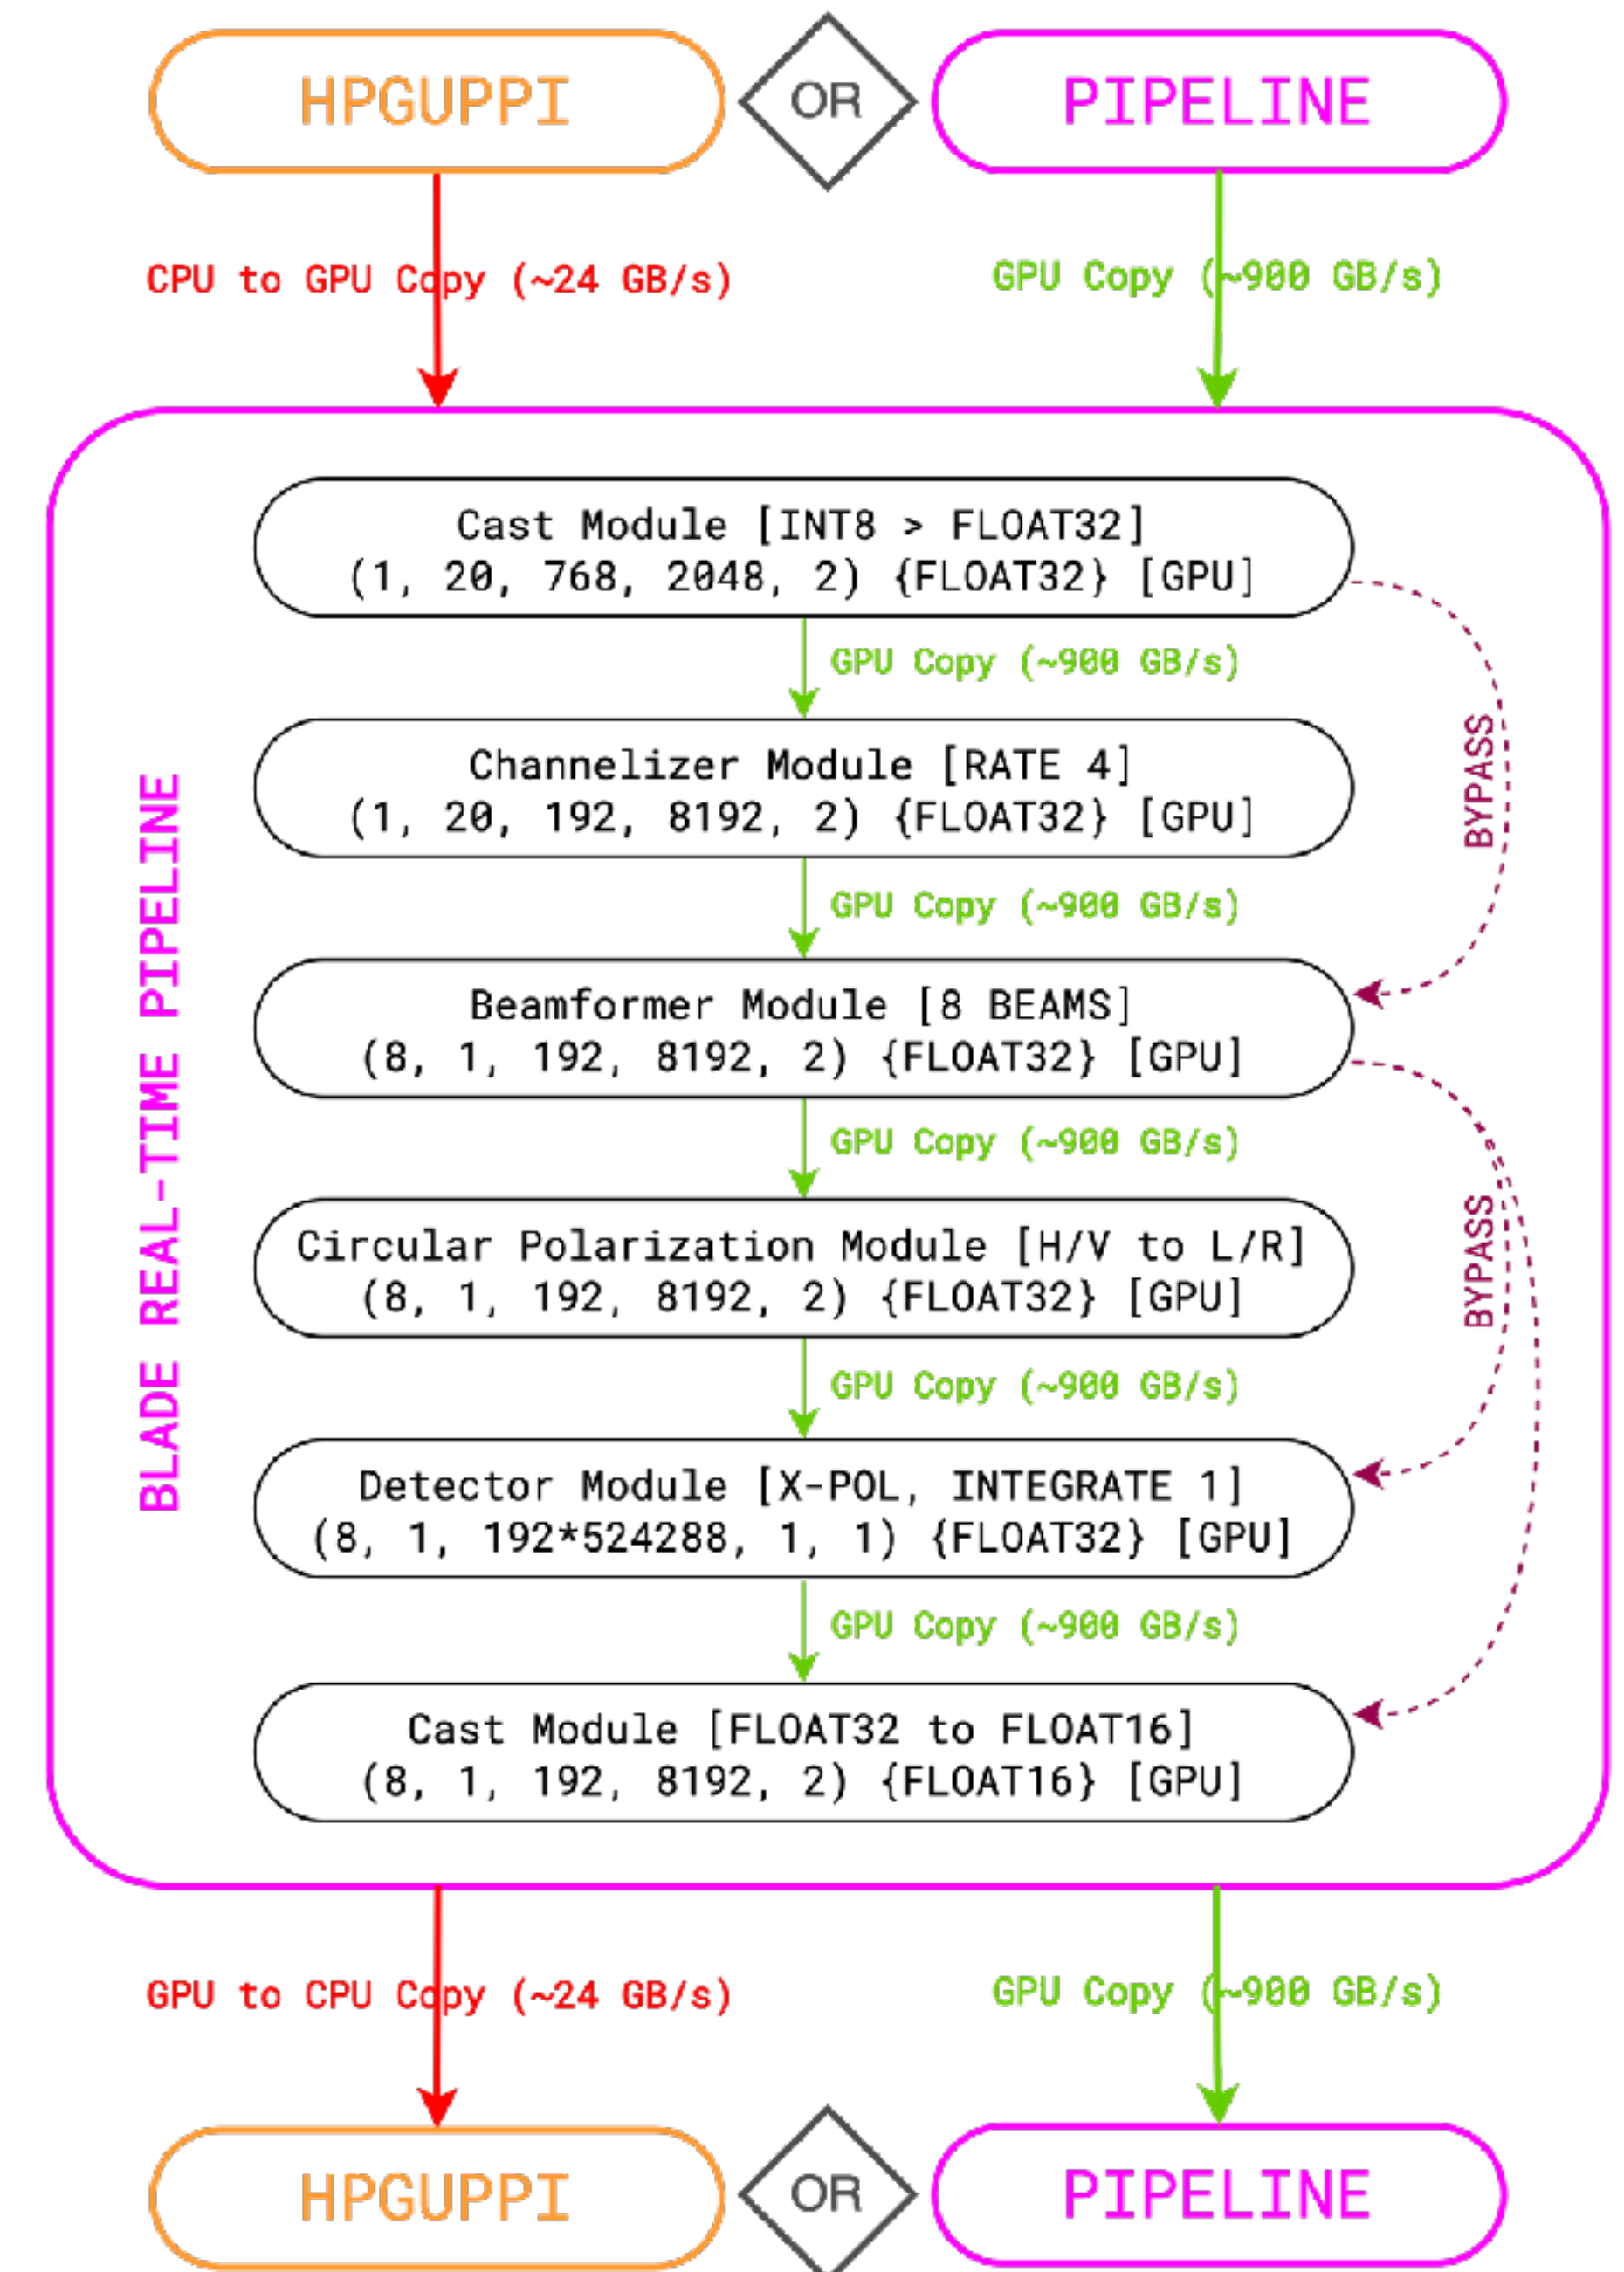 HPGUPPI
OR
PIPELINE
CPU to GPU Copy (~24 GB/s)
GPU Copy (~900 GB/s)
BLADE REAL-TIME PIPELINE
Cast Module [INT8 > FLOAT32]
(1, 20, 768, 2048, 2) {FLOAT32} [GPU]
GPU Copy (~900 GB/s)
BYPASS
Channelizer Module [RATE 4]
(1, 20, 192, 8192, 2) {FLOAT32} [GPU]
GPU Copy (~900 GB/s)
Beamformer Module [8 BEAMS]
(8, 1, 192, 8192, 2) {FLOAT32} [GPU]
GPU Copy (~900 GB/s)
BYPASS
Circular Polarization Module [H/V to L/R]
(8, 1, 192, 8192, 2) {FLOAT32} [GPU]
GPU Copy (~900 GB/s)
Detector Module [X-POL, INTEGRATE 1]
(8, 1, 192*524288, 1, 1) {FLOAT32} [GPU]
GPU Copy (~900 GB/s)
Cast Module [FLOAT32 to FLOAT16]
(8, 1, 192, 8192, 2) {FLOAT16} [GPU]
GPU to CPU Copy (~24 GB/s)
GPU Copy (~900 GB/s)
HPGUPPI
OR
PIPELINE